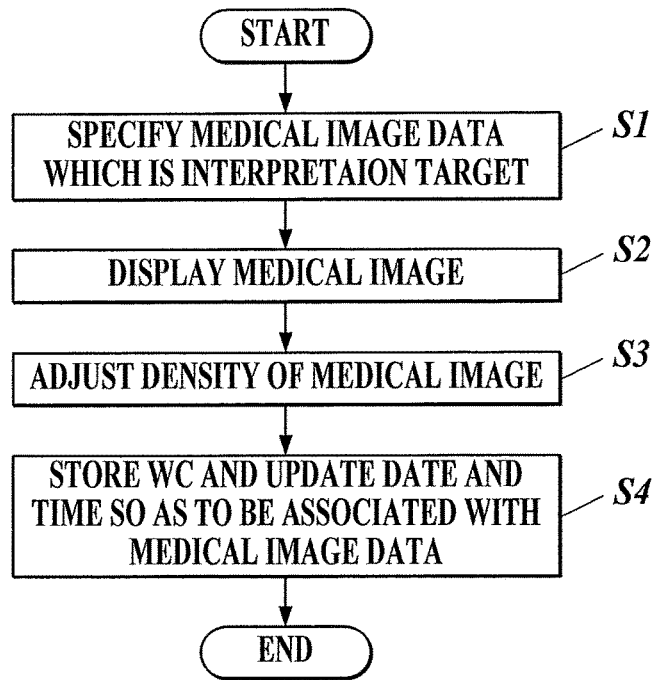 START
SPECIFY MEDICAL IMAGE DATA
WHICH IS INTERPRETAION TARGET
S1
DISPLAY MEDICAL IMAGE
S2
ADJUST DENSITY OF MEDICAL IMAGE
S3
STORE WC AND UPDATE DATE AND
TIME SO AS TO BE ASSOCIATED WITH
MEDICAL IMAGE DATA
S4
END